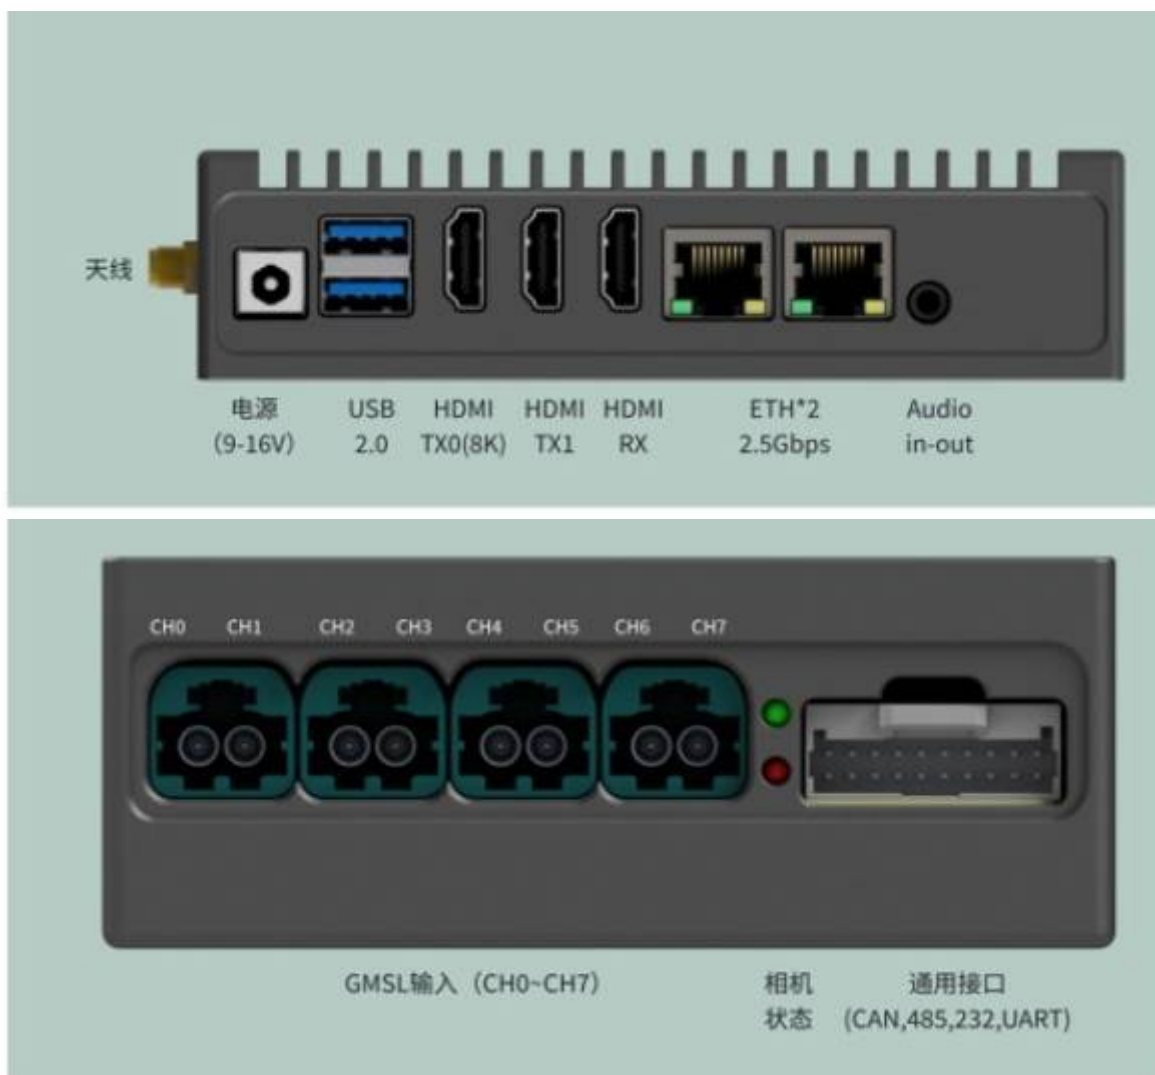 天线
电源 USB HDMI HDMI HDMI ETH*2 Audio
（9-16V） 2.0 TX0(8K) TX1 RX 2.5Gbps in-out
CH0 CH1 CH2 CH3 CH4 CH5 CH6 CH7
GMSL输入（CH0~CH7） 相机 通用接口
状态 (CAN,485,232,UART)